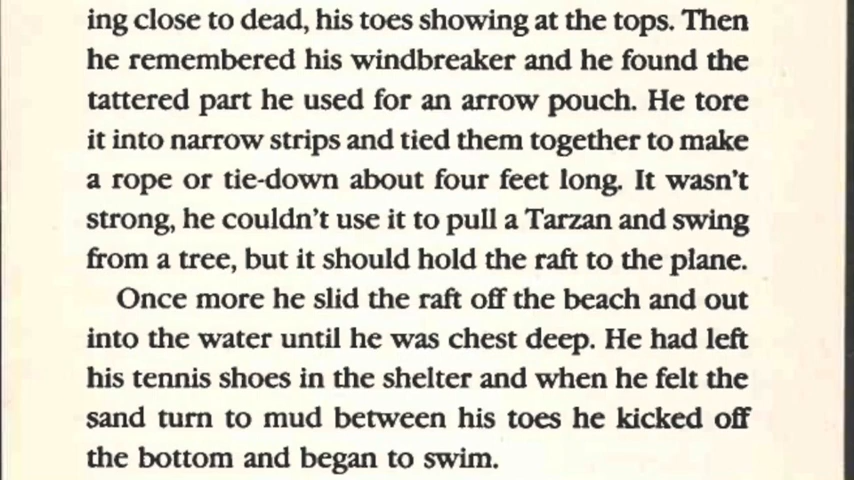 ing close to dead, his toes showing at the tops. Then
he remembered his windbreaker and he found the
tattered part he used for an arrow pouch. He tore
it into narrow strips and tied them together to make
a rope or tie-down about four feet long. It wasn't
strong, he couldn't use it to pull a Tarzan and swing
from a tree, but it should hold the raft to the plane.
Once more he slid the raft off the beach and out
into the water until he was chest deep. He had left
his tennis shoes in the shelter and when he felt the
sand turn to mud between his toes he kicked off
the bottom and began to swim.